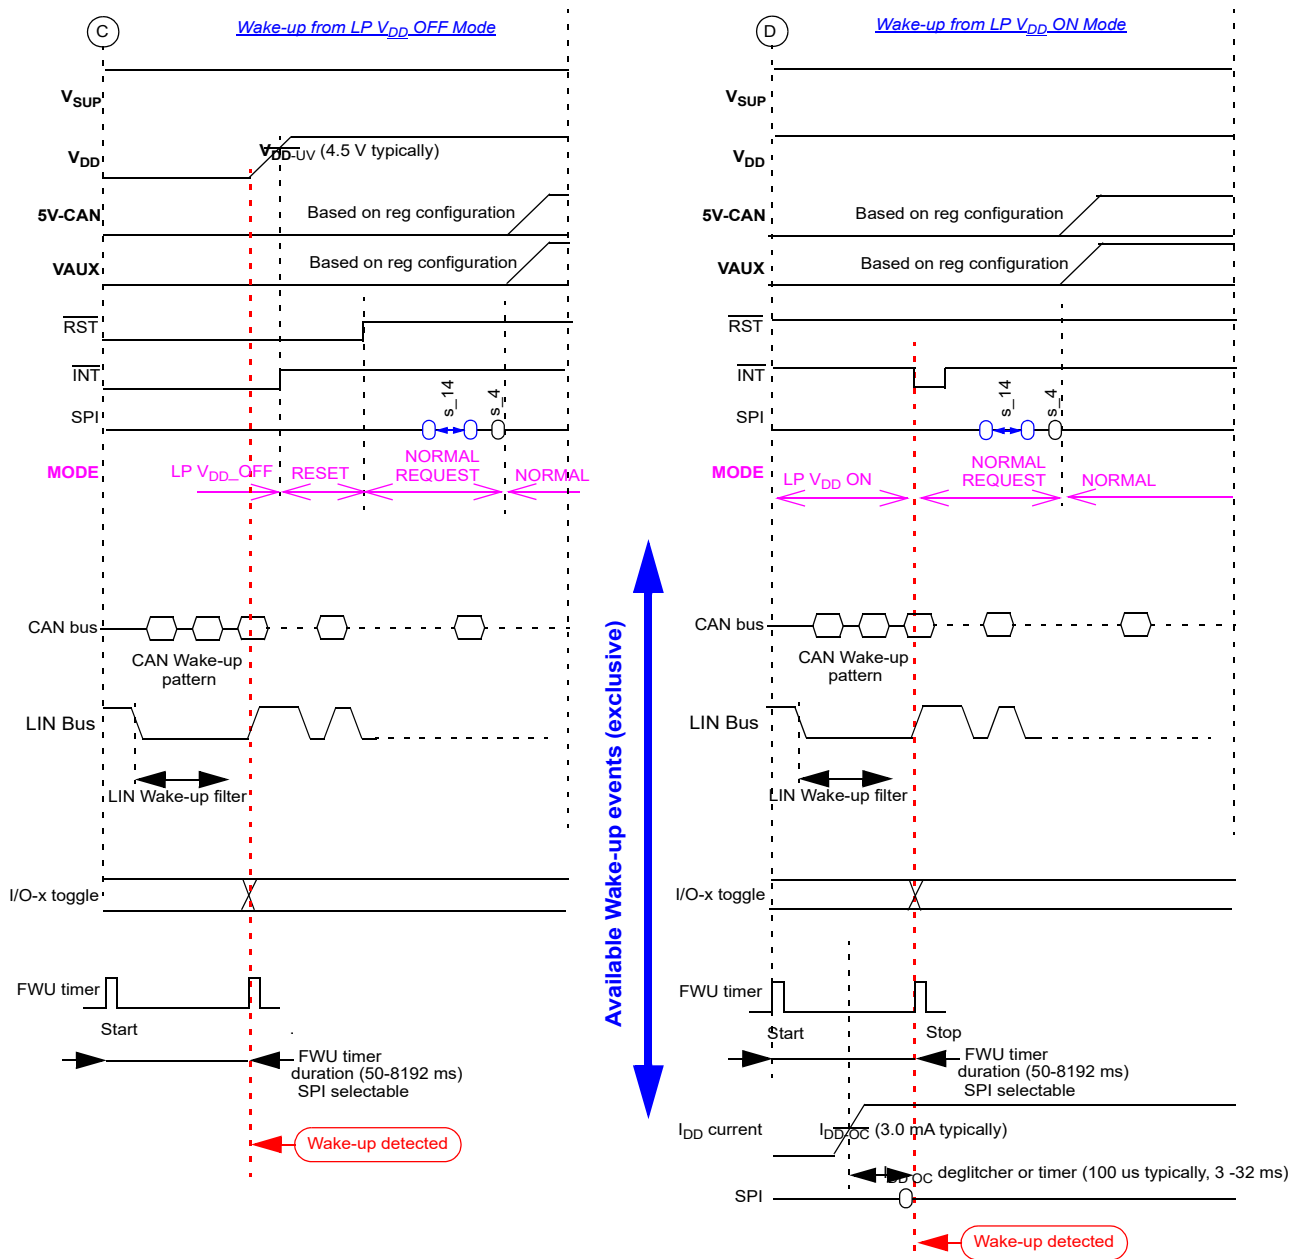 C
Wake-up from LP VDD OFF Mode
VSUP
VDD
VDD-UV (4.5 V typically)
5V-CAN
Based on reg configuration
VAUX
Based on reg configuration
RST
INT
s_14
s_4
SPI
MODE
LP VDD_OFF
RESET
NORMAL
REQUEST
NORMAL
CAN bus
CAN Wake-up
pattern
LIN Bus
LIN Wake-up filter
I/O-x toggle
FWU timer
Start
FWU timer
duration (50-8192 ms)
SPI selectable
Wake-up detected
Available Wake-up events (exclusive)
D
Wake-up from LP VDD ON Mode
VSUP
VDD
5V-CAN
Based on reg configuration
VAUX
Based on reg configuration
RST
INT
s_14
s_4
SPI
MODE
LP VDD ON
NORMAL
REQUEST
NORMAL
CAN bus
CAN Wake-up
pattern
LIN Bus
LIN Wake-up filter
I/O-x toggle
FWU timer
Start
Stop
FWU timer
duration (50-8192 ms)
SPI selectable
IDD current
IDD-OC (3.0 mA typically)
IDD OC deglitcher or timer (100 us typically, 3 -32 ms)
SPI
Wake-up detected